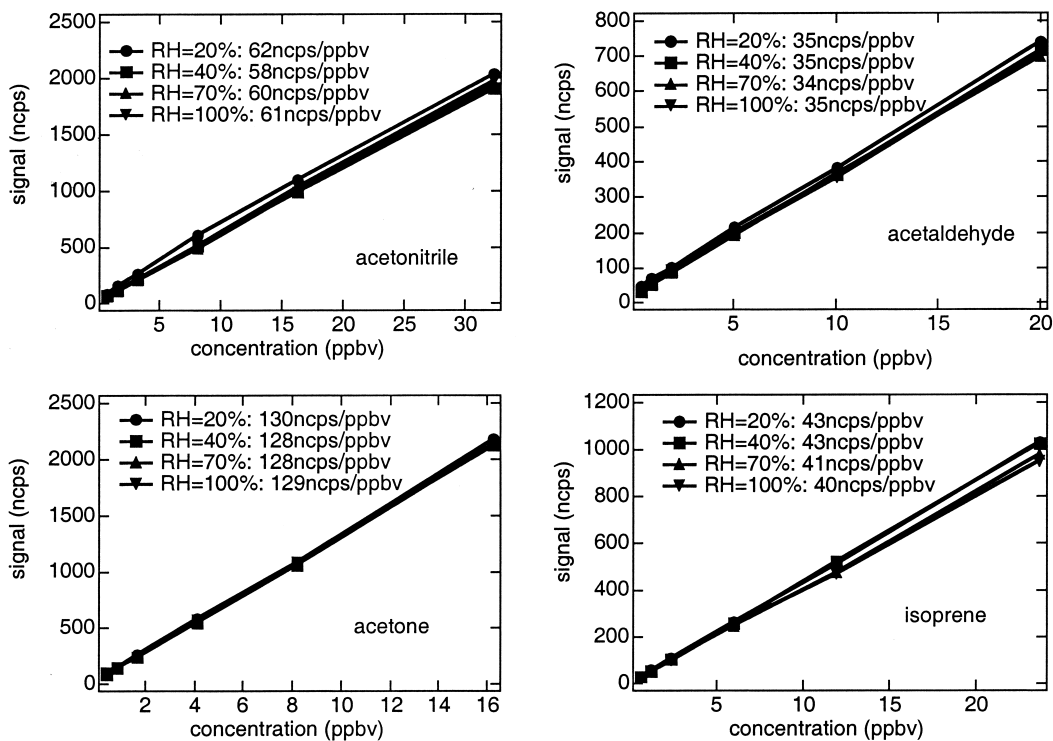 2500
2000
1500
1000
500
0
signal (ncps)
RH=20%: 62ncps/ppbv
RH=40%: 58ncps/ppbv
RH=70%: 60ncps/ppbv
RH=100%: 61ncps/ppbv
acetonitrile
5 10 15 20 25 30
concentration (ppbv)
800
700
600
500
400
300
200
100
0
signal (ncps)
RH=20%: 35ncps/ppbv
RH=40%: 35ncps/ppbv
RH=70%: 34ncps/ppbv
RH=100%: 35ncps/ppbv
acetaldehyde
5 10 15 20
concentration (ppbv)
2500
2000
1500
1000
500
0
signal (ncps)
RH=20%: 130ncps/ppbv
RH=40%: 128ncps/ppbv
RH=70%: 128ncps/ppbv
RH=100%: 129ncps/ppbv
acetone
2 4 6 8 10 12 14 16
concentration (ppbv)
1200
1000
800
600
400
200
0
signal (ncps)
RH=20%: 43ncps/ppbv
RH=40%: 43ncps/ppbv
RH=70%: 41ncps/ppbv
RH=100%: 40ncps/ppbv
isoprene
5 10 15 20
concentration (ppbv)